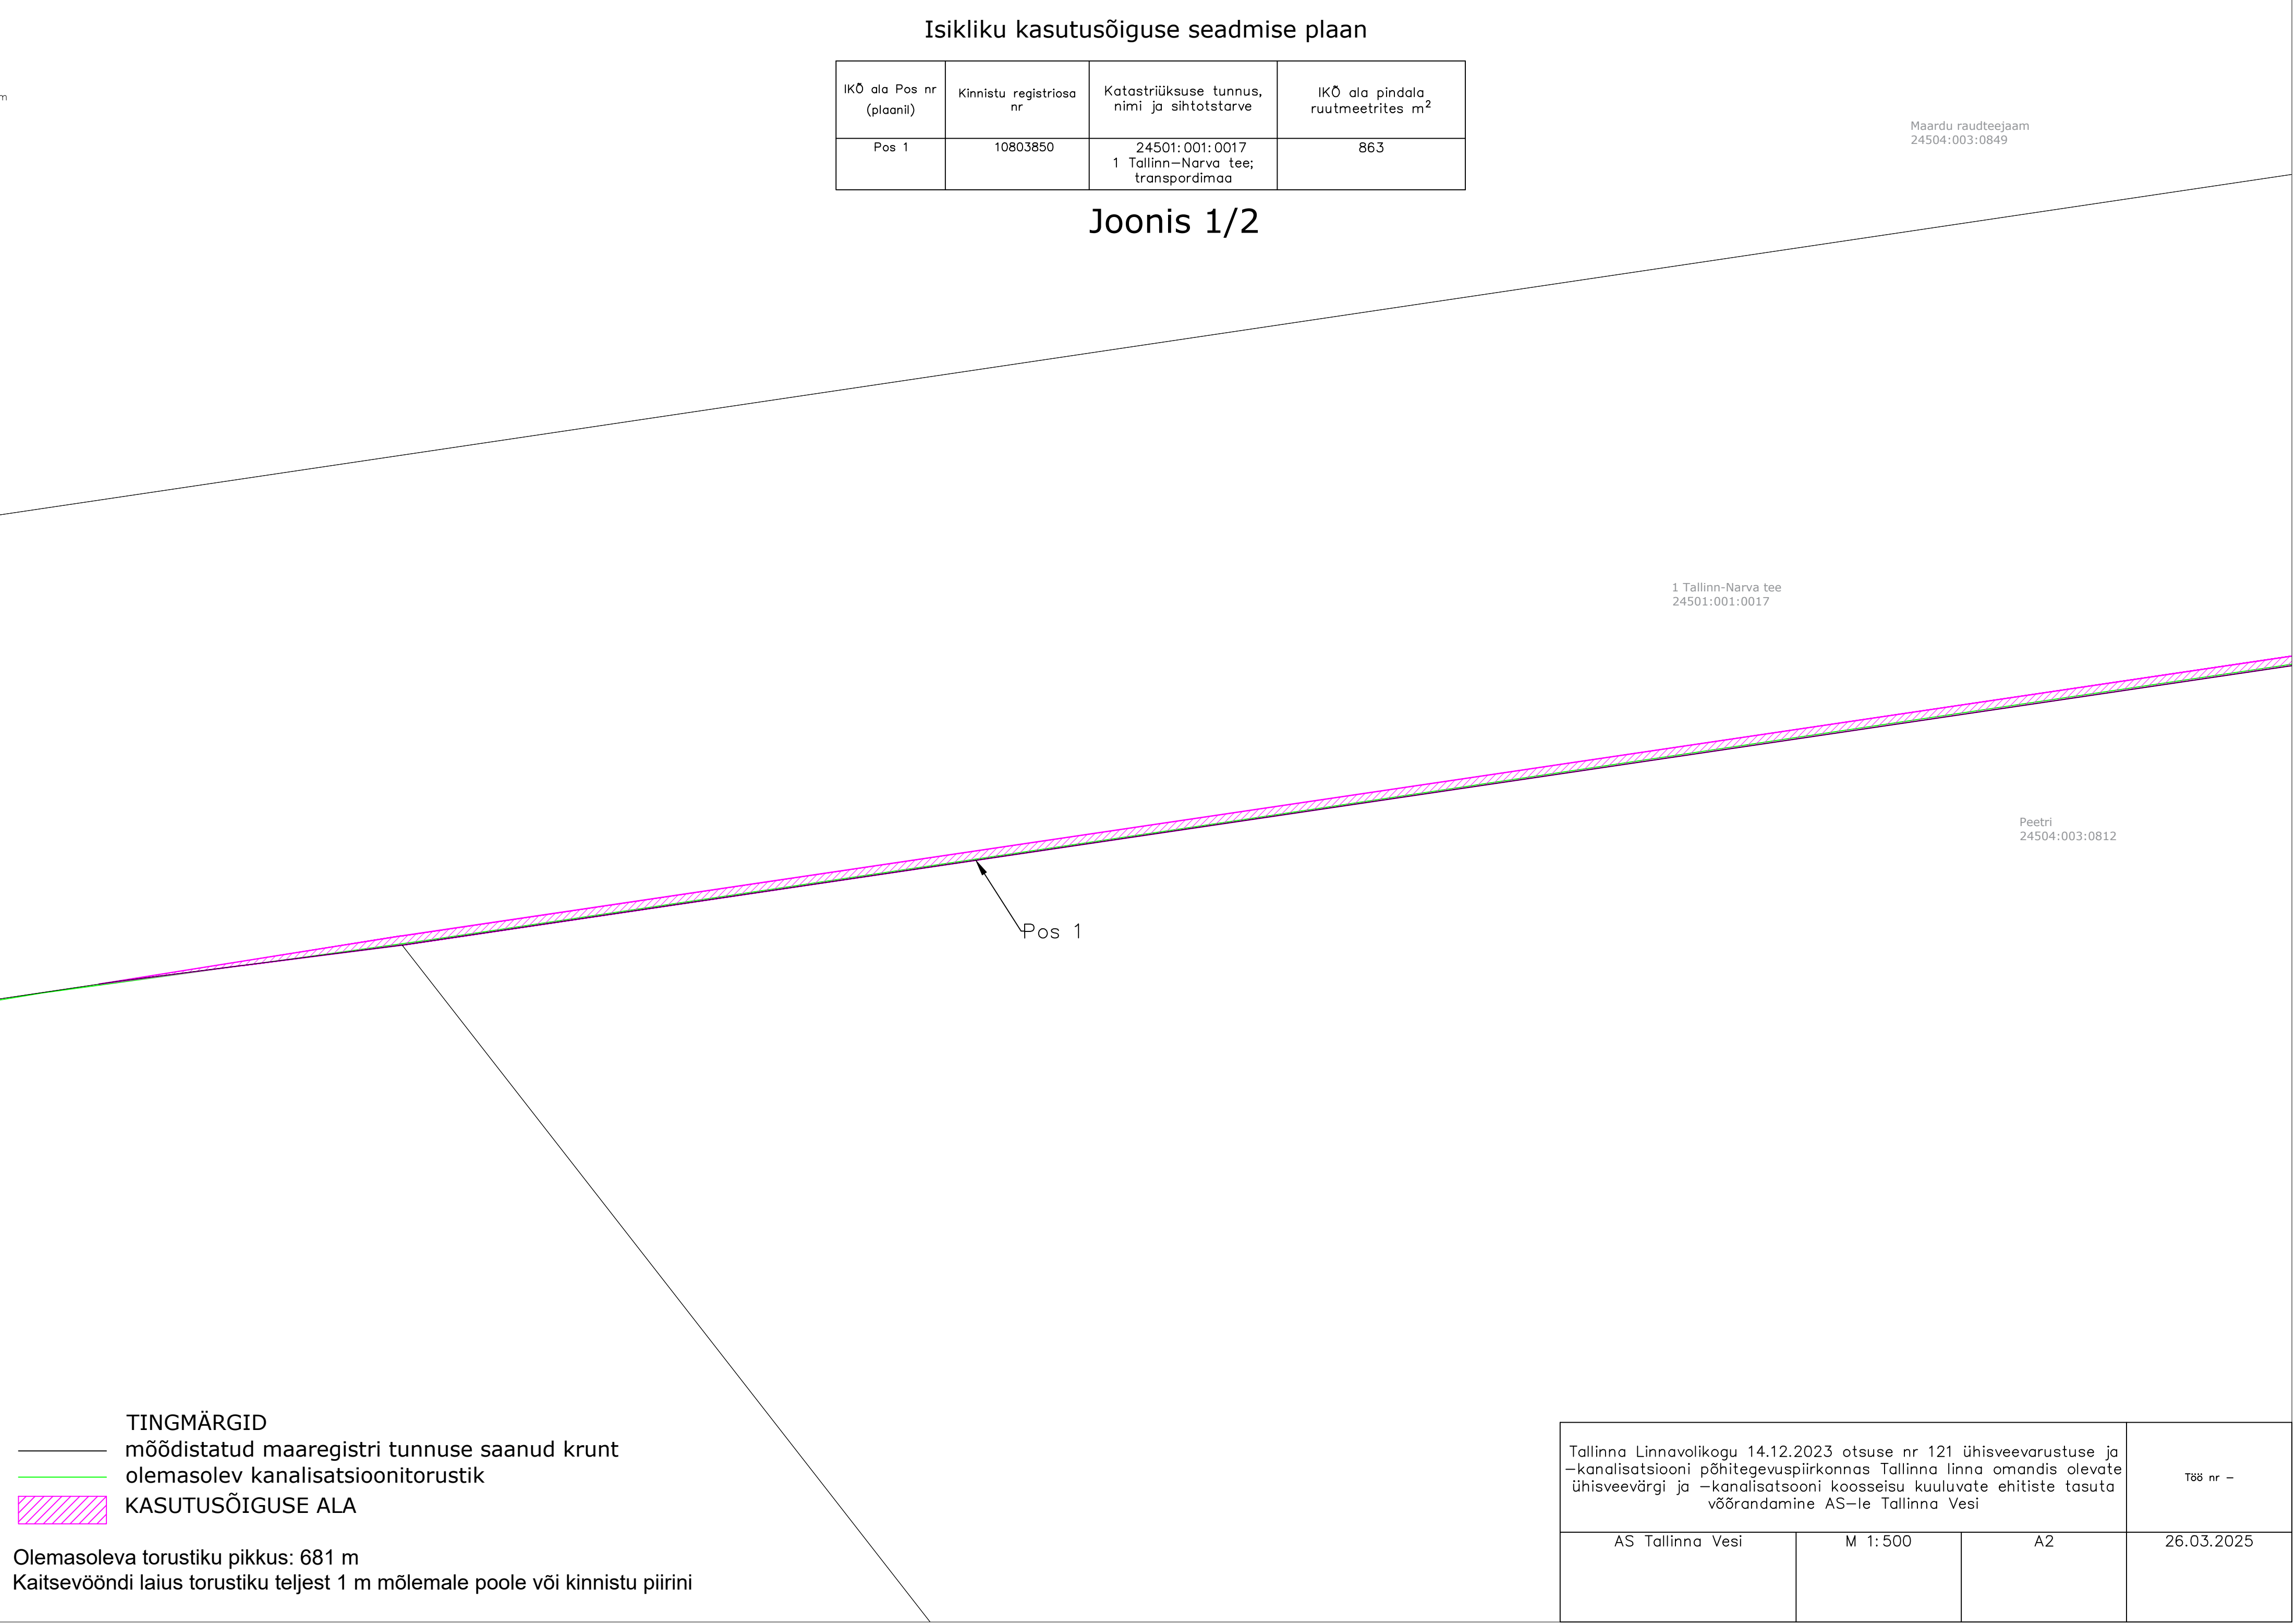 Isikliku kasutusõiguse seadmise plaan
IKÕ ala Pos nr
(plaanil)
Kinnistu registriosa
nr
Katastriüksuse tunnus,
nimi ja sihtotstarve
IKÕ ala pindala
ruutmeetrites m²
Pos 1
10803850
24501:001:0017
1 Tallinn-Narva tee;
transpordimaa
863
Joonis 1/2
m
Maardu raudteejaam
24504:003:0849
1 Tallinn-Narva tee
24501:001:0017
Peetri
24504:003:0812
Pos 1
TINGMÄRGID
mõõdistatud maaregistri tunnuse saanud krunt
olemasolev kanalisatsioonitorustik
KASUTUSÕIGUSE ALA
Olemasoleva torustiku pikkus: 681 m
Kaitsevööndi laius torustiku teljest 1 m mõlemale poole või kinnistu piirini
Tallinna Linnavolikogu 14.12.2023 otsuse nr 121 ühisveevarustuse ja
-kanalisatsiooni põhitegevuspiirkonnas Tallinna linna omandis olevate
ühisveevärgi ja -kanalisatsooni koosseisu kuuluvate ehitiste tasuta
võõrandamine AS-le Tallinna Vesi
Töö nr -
AS Tallinna Vesi
M 1:500
A2
26.03.2025